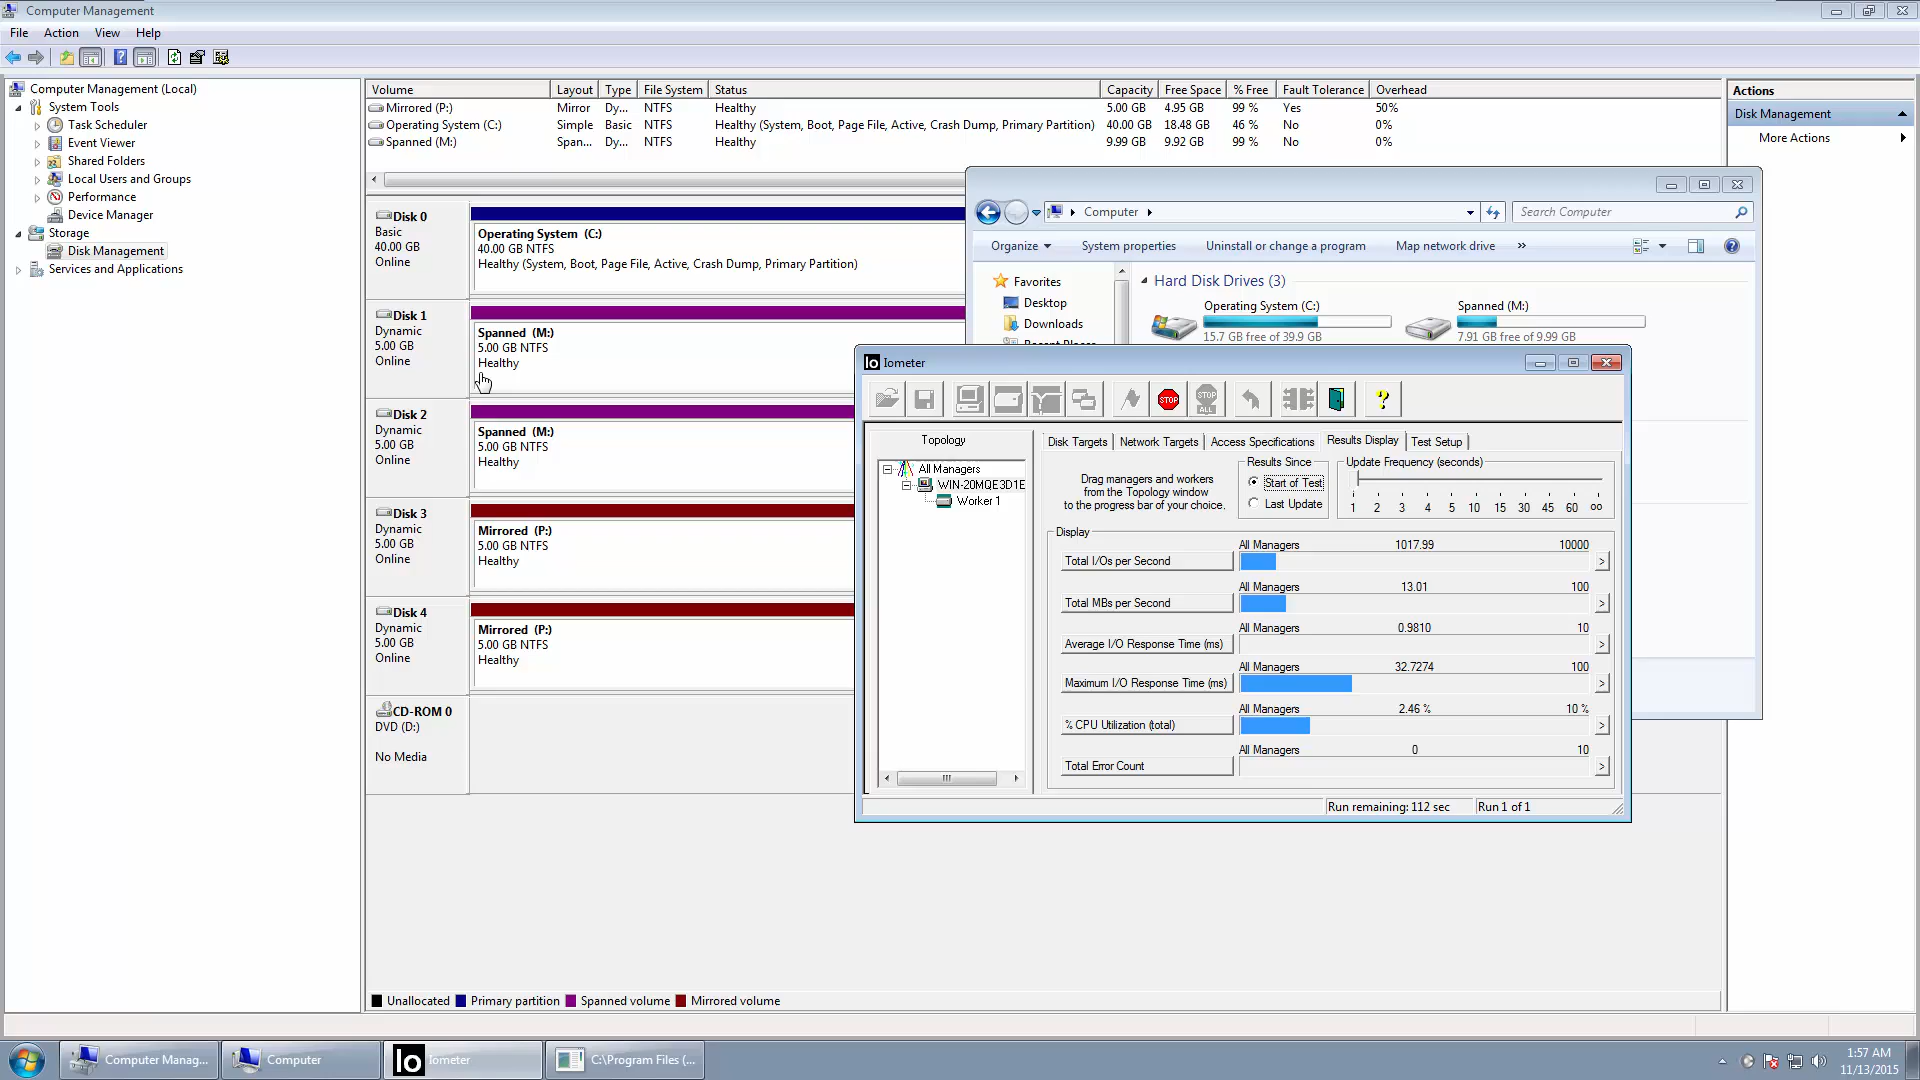 Computer Management
File Action View Help
Computer Management (Local)
System Tools
Task Scheduler
Event Viewer
Shared Folders
Local Users and Groups
Performance
Device Manager
Storage
Disk Management
Services and Applications
Volume Layout Type File System Status Capacity Free Space % Free Fault Tolerance Overhead
Mirrored (P:) Mirror Dy... NTFS Healthy 5.00 GB 4.95 GB 99 % Yes 50%
Operating System (C:) Simple Basic NTFS Healthy (System, Boot, Page File, Active, Crash Dump, Primary Partition) 40.00 GB 18.48 GB 46 % No 0%
Spanned (M:) Span... Dy... NTFS Healthy 9.99 GB 9.92 GB 99 % No 0%
Disk 0
Basic
40.00 GB
Online
Operating System (C:)
40.00 GB NTFS
Healthy (System, Boot, Page File, Active, Crash Dump, Primary Partition)
Disk 1
Dynamic
5.00 GB
Online
Spanned (M:)
5.00 GB NTFS
Healthy
Disk 2
Dynamic
5.00 GB
Online
Spanned (M:)
5.00 GB NTFS
Healthy
Disk 3
Dynamic
5.00 GB
Online
Mirrored (P:)
5.00 GB NTFS
Healthy
Disk 4
Dynamic
5.00 GB
Online
Mirrored (P:)
5.00 GB NTFS
Healthy
CD-ROM 0
DVD (D:)
No Media
Unallocated Primary partition Spanned volume Mirrored volume
Actions
Disk Management
More Actions
Computer
Search Computer
Organize System properties Uninstall or change a program Map network drive »
Favorites
Desktop
Downloads
Hard Disk Drives (3)
Operating System (C:)
15.7 GB free of 39.9 GB
Spanned (M:)
7.91 GB free of 9.99 GB
Io Iometer
STOP
STOP ALL
?
Topology
All Managers
WIN-20MQE3D1E
Worker 1
Disk Targets Network Targets Access Specifications Results Display Test Setup
Drag managers and workers
from the Topology window
to the progress bar of your choice.
Results Since
Start of Test
Last Update
Update Frequency (seconds)
1 2 3 4 5 10 15 30 45 60 oo
Display
All Managers 1017.99 10000
Total I/Os per Second >
All Managers 13.01 100
Total MBs per Second >
All Managers 0.9810 10
Average I/O Response Time (ms) >
All Managers 32.7274 100
Maximum I/O Response Time (ms) >
All Managers 2.46 % 10 %
% CPU Utilization (total) >
All Managers 0 10
Total Error Count >
Run remaining: 112 sec Run 1 of 1
Computer Manag...
Computer
Io Iometer
C:\Program Files (...
1:57 AM
11/13/2015